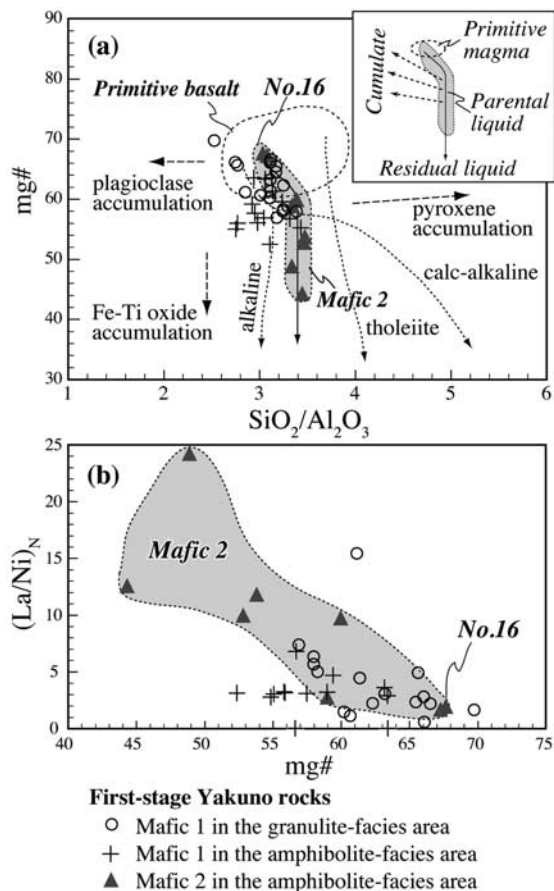 (a)
90
80
70
60
50
40
30
mg#
Primitive basalt
No.16
plagioclase
accumulation
Fe-Ti oxide
accumulation
pyroxene
accumulation
alkaline
Mafic 2
tholeiite
calc-alkaline
Cumulate
Primitive
magma
Parental
liquid
Residual liquid
1 2 3 4 5 6
SiO₂/Al₂O₃
(b)
25
20
15
10
5
0
(La/Ni)N
Mafic 2
No.16
40 45 50 55 60 65 70 75
mg#
First-stage Yakuno rocks
Mafic 1 in the granulite-facies area
Mafic 1 in the amphibolite-facies area
Mafic 2 in the amphibolite-facies area